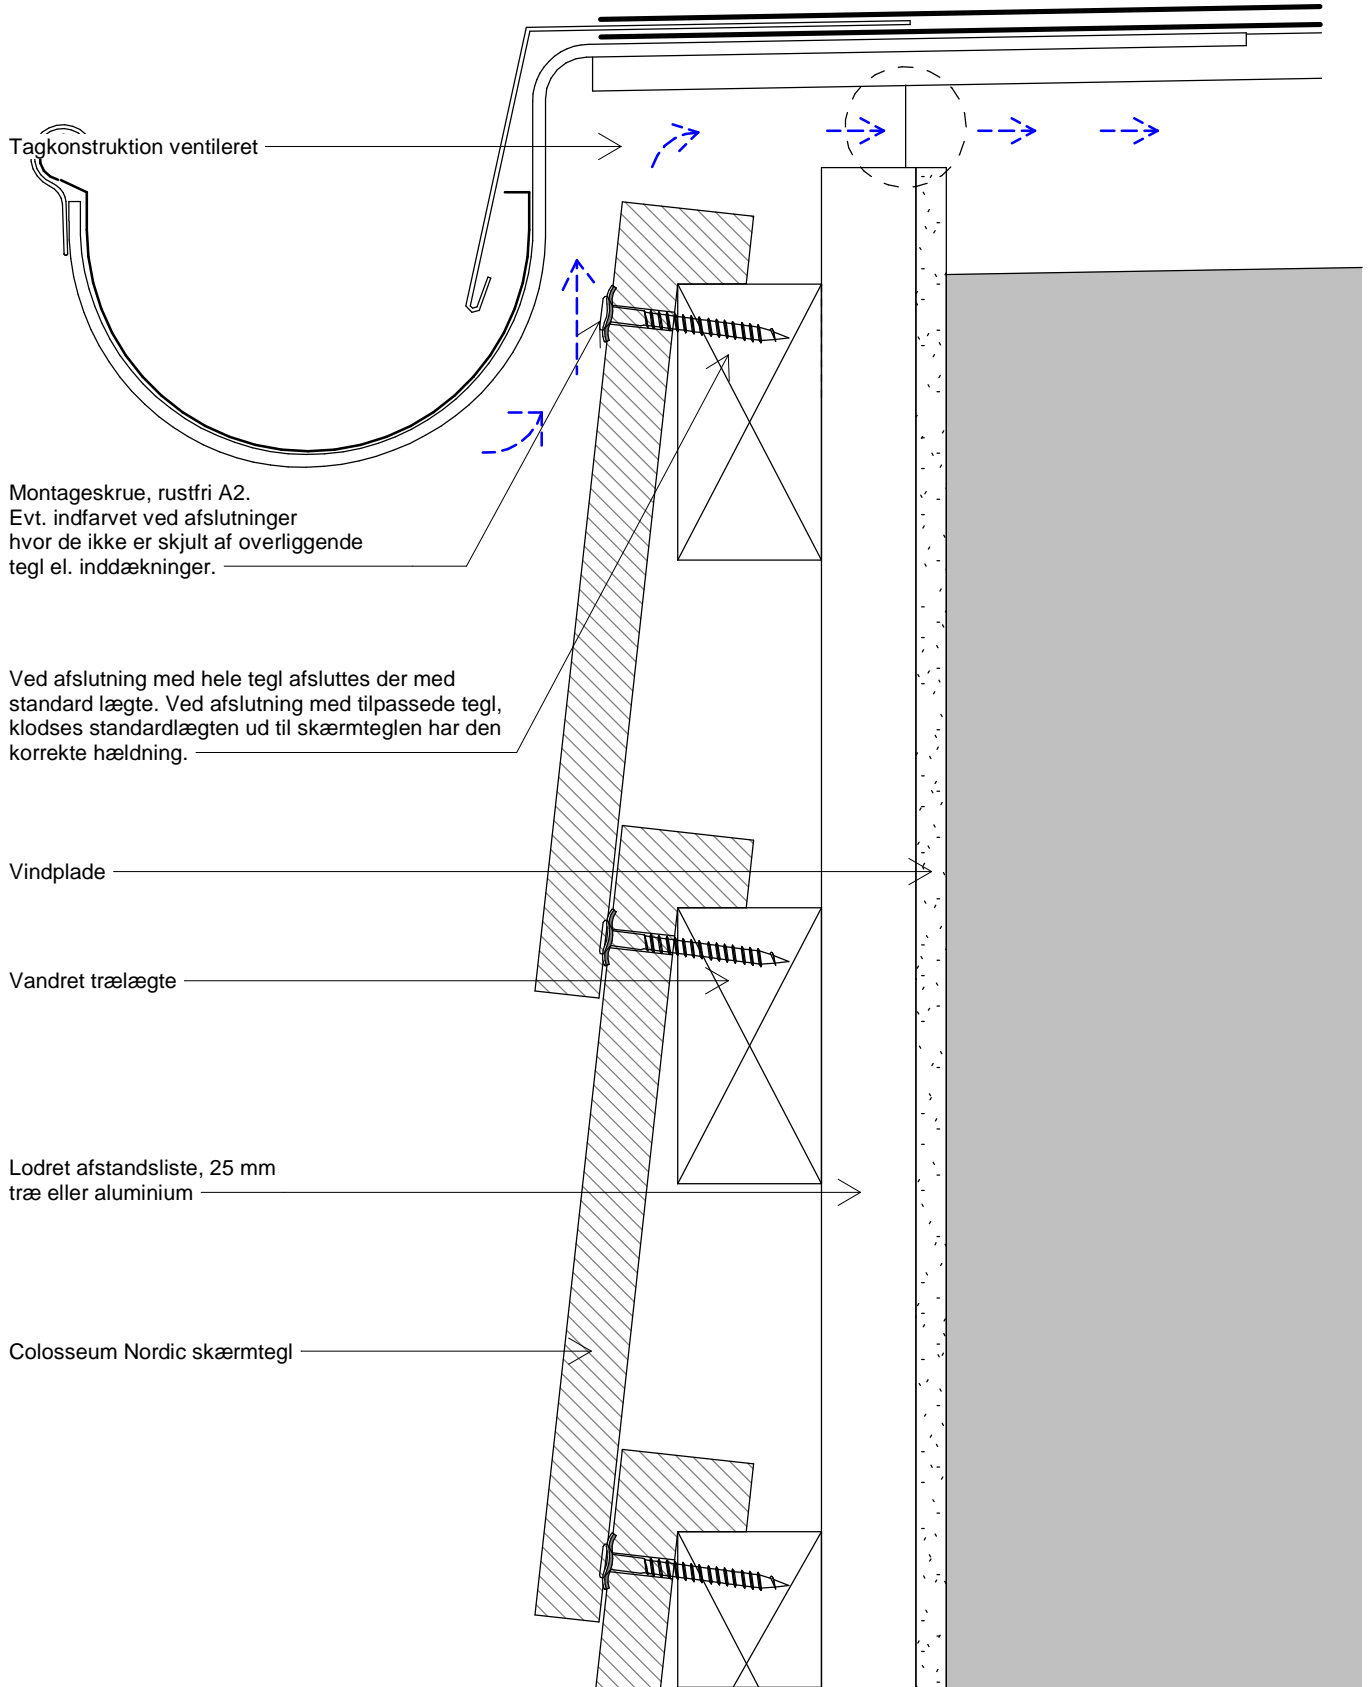 Tagkonstruktion ventileret
Montageskrue, rustfri A2.
Evt. indfarvet ved afslutninger
hvor de ikke er skjult af overliggende
tegl el. inddækninger.
Ved afslutning med hele tegl afsluttes der med
standard lægte. Ved afslutning med tilpassede tegl,
klodses standardlægten ud til skærmteglen har den
korrekte hældning.
Vindplade
Vandret trælægte
Lodret afstandsliste, 25 mm
træ eller aluminium
Colosseum Nordic skærmtegl